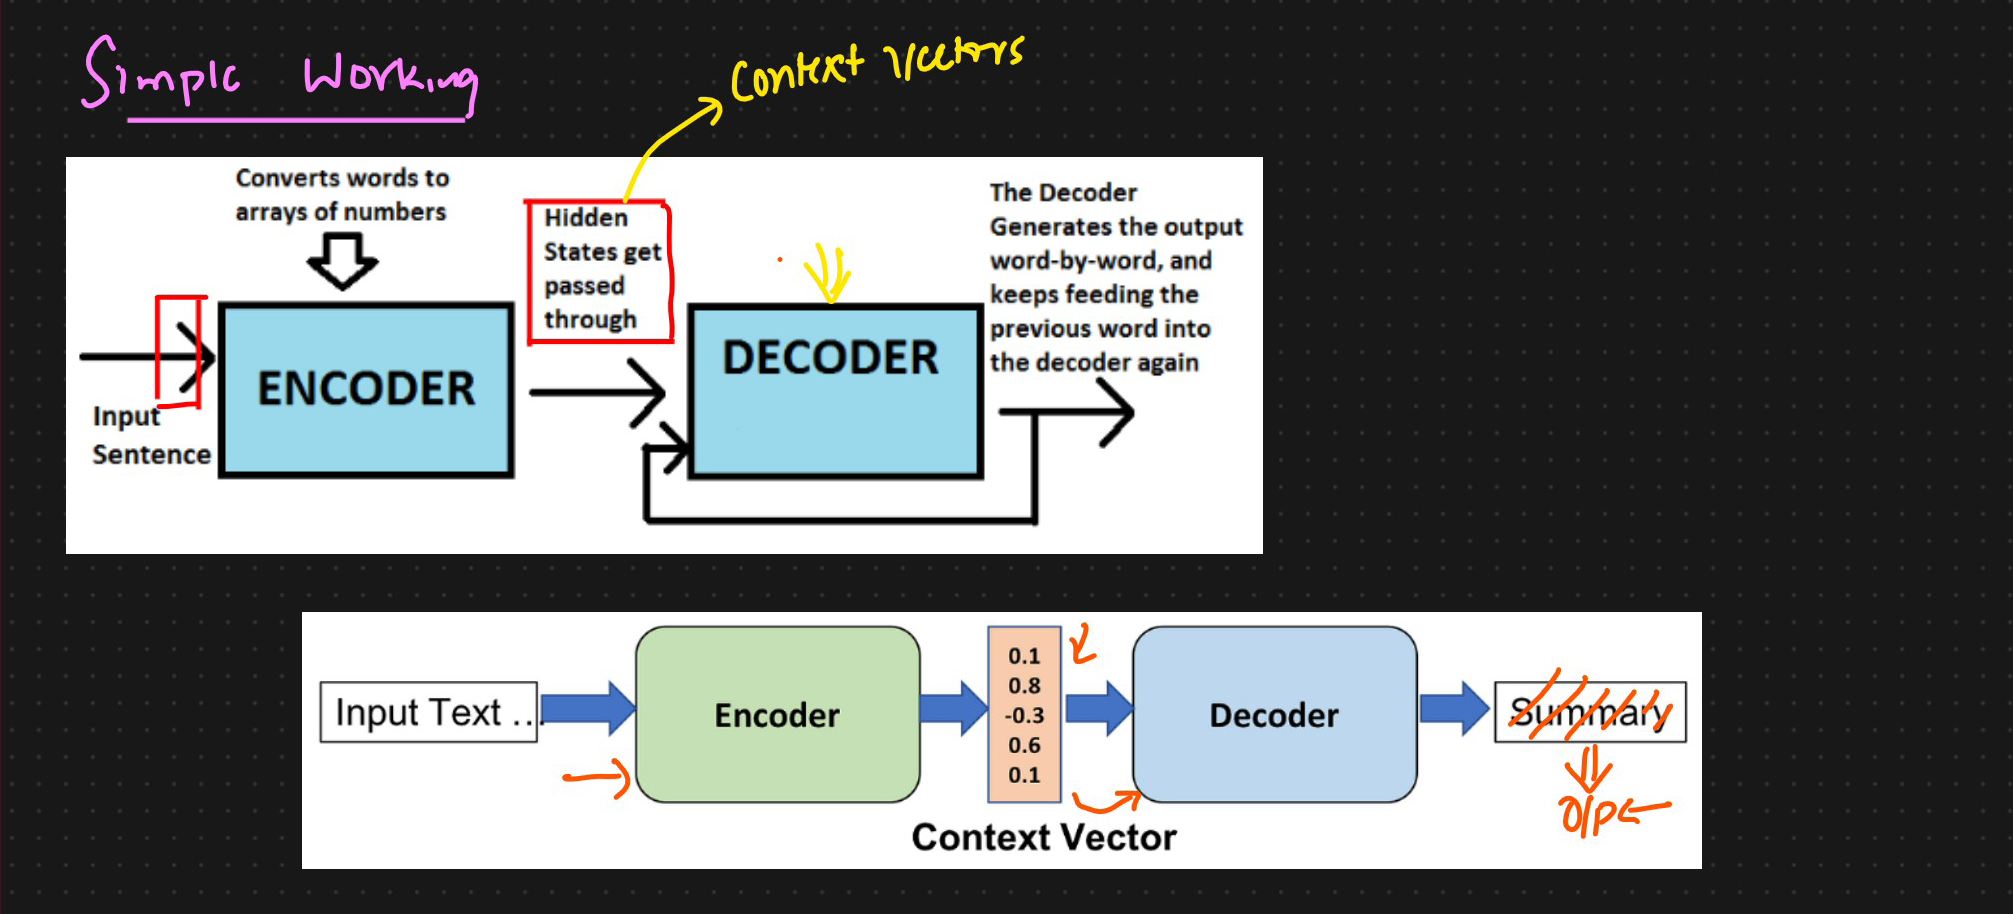 Simple Working
Context Vectors
Converts words to
arrays of numbers
Hidden
States get
passed
through
The Decoder
Generates the output
word-by-word, and
keeps feeding the
previous word into
the decoder again
ENCODER
DECODER
Input
Sentence
Input Text ...
Encoder
0.1
0.8
-0.3
0.6
0.1
Decoder
Summary
O/P
Context Vector